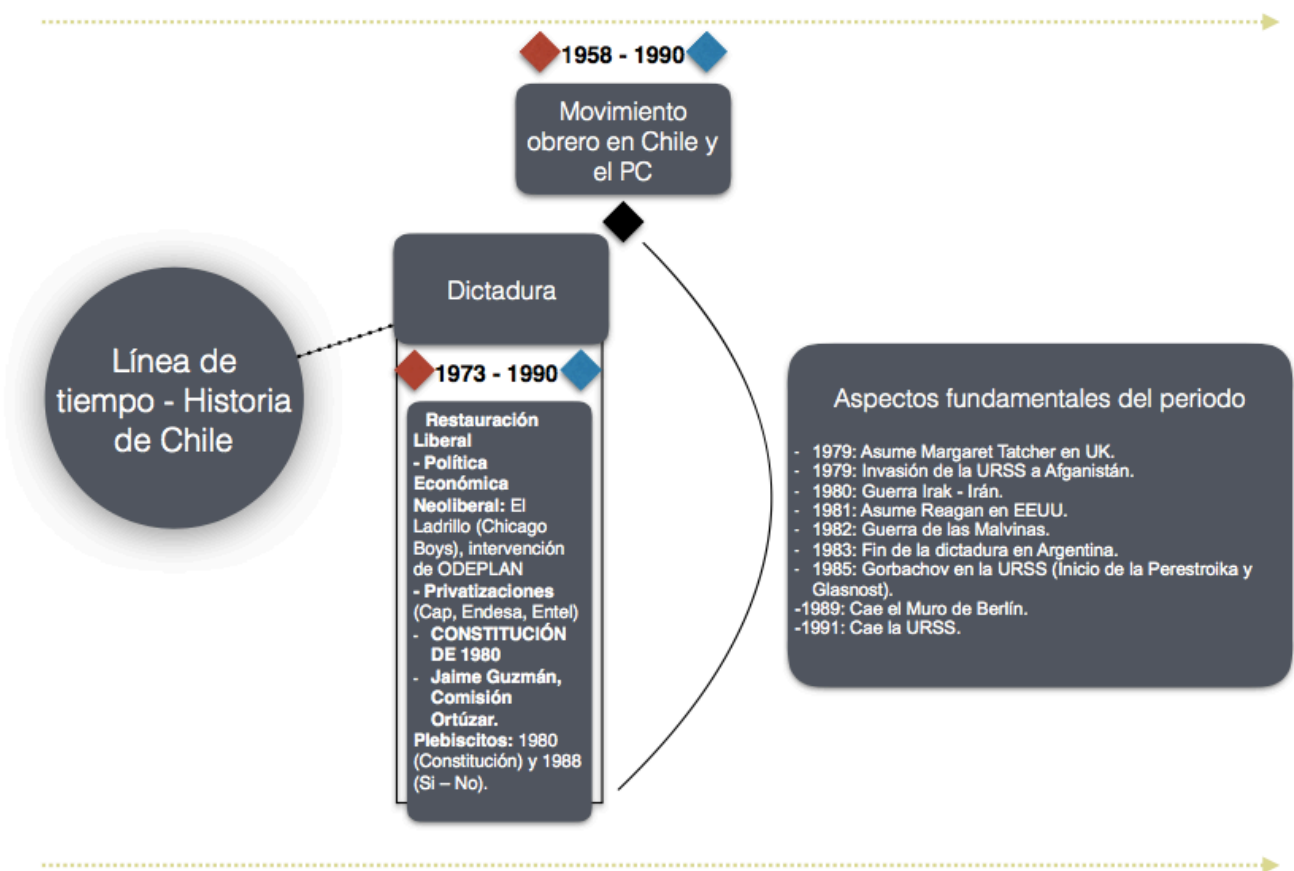 1958 - 1990
Movimiento
obrero en Chile y
el PC
Línea de
tiempo - Historia
de Chile
Dictadura
1973 - 1990
Restauración
Liberal
- Política
Económica
Neoliberal: El
Ladrillo (Chicago
Boys), intervención
de ODEPLAN
- Privatizaciones
(Cap, Endesa, Entel)
- CONSTITUCIÓN
DE 1980
- Jaime Guzmán,
Comisión
Ortúzar.
Plebiscitos: 1980
(Constitución) y 1988
(Si – No).
Aspectos fundamentales del periodo
- 1979: Asume Margaret Tatcher en UK.
- 1979: Invasión de la URSS a Afganistán.
- 1980: Guerra Irak - Irán.
- 1981: Asume Reagan en EEUU.
- 1982: Guerra de las Malvinas.
- 1983: Fin de la dictadura en Argentina.
- 1985: Gorbachov en la URSS (Inicio de la Perestroika y
Glasnost).
-1989: Cae el Muro de Berlín.
-1991: Cae la URSS.